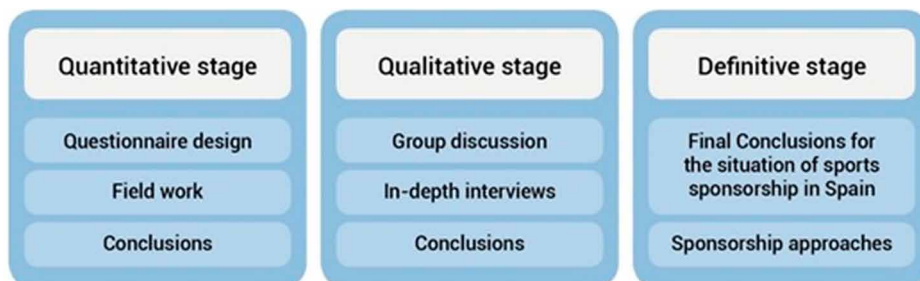 Quantitative stage
Questionnaire design
Field work
Conclusions
Qualitative stage
Group discussion
In-depth interviews
Conclusions
Definitive stage
Final Conclusions for
the situation of sports
sponsorship in Spain
Sponsorship approaches